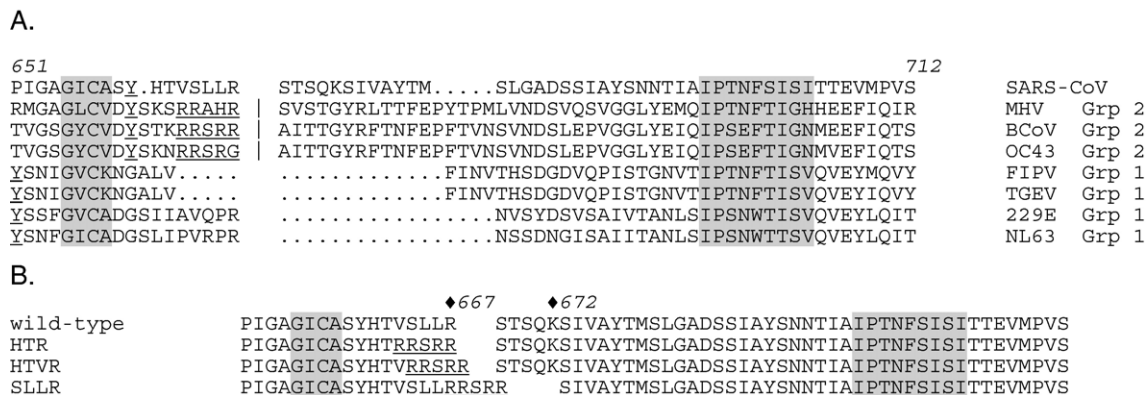 A.
651 712
PIGAGICASY.HTVSLLR STSQKSIVAYTM.....SLGADSSIAYSNNTIAIPTNFSISITTEVMPVS SARS-CoV
RMGAGLCVDYSKSRRAHR | SVSTGYRLTTFEPYTPMLVNDSVQSVGGLYEMQIPTNFTIGHHEEFIQIR MHV Grp 2
TVGSGYCVDYSTKRRSRR | AITTGYRFTNFEPFTVNSVNDSLEPVGGLYEIQIPSEFTIGNMEEFIQTS BCoV Grp 2
TVGSGYCVDYSKNRRSRG | AITTGYRFTNFEPFTVNSVNDSLEPVGGLYEIQIPSEFTIGNMVEFIQTS OC43 Grp 2
YSNIGVCKNGALV..... .............FINVTHSDGDVQPISTGNVTIPTNFTISVQVEYMQVY FIPV Grp 1
YSNIGVCKNGALV..... .............FINVTHSDGDVQPISTGNVTIPTNFTISVQVEYIQVY TGEV Grp 1
YSSFGVCADGSIIAVQPR .................NVSYDSVSAIVTANLSIPSNWTISVQVEYLQIT 229E Grp 1
YSNFGICADGSLIPVRPR .................NSSDNGISAIITANLSIPSNWTTSVQVEYLQIT NL63 Grp 1
B.
♦667 ♦672
wild-type PIGAGICASYHTVSLLR STSQKSIVAYTMSLGADSSIAYSNNTIAIPTNFSISITTEVMPVS
HTR PIGAGICASYHTRRSRR STSQKSIVAYTMSLGADSSIAYSNNTIAIPTNFSISITTEVMPVS
HTVR PIGAGICASYHTVRRSRR STSQKSIVAYTMSLGADSSIAYSNNTIAIPTNFSISITTEVMPVS
SLLR PIGAGICASYHTVSLLRRSRR SIVAYTMSLGADSSIAYSNNTIAIPTNFSISITTEVMPVS